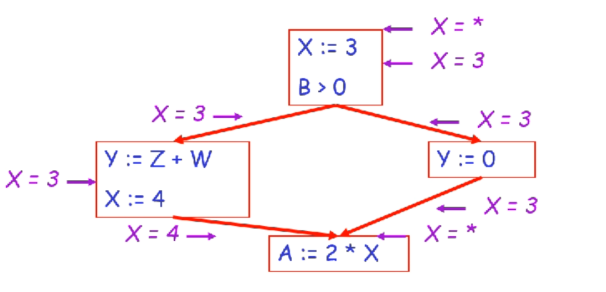 X = *
X := 3
X = 3
B > 0
X = 3
X = 3
Y := Z + W
Y := 0
X = 3
X := 4
X = 3
X = 4
X = *
A := 2 * X